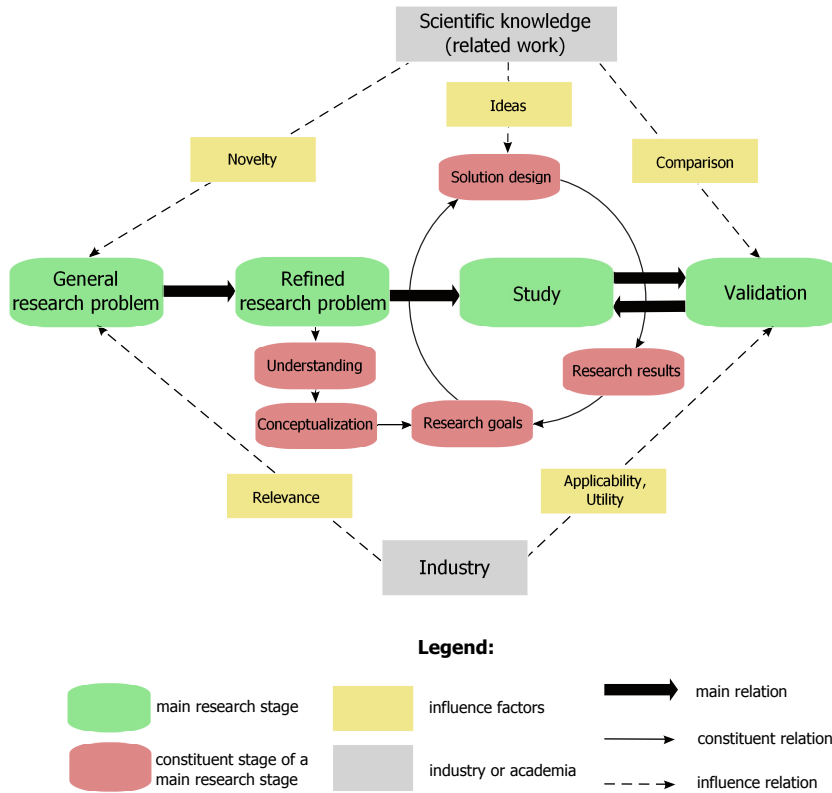 Scientific knowledge
(related work)
Ideas
Novelty
Comparison
Solution design
General
research problem
Refined
research problem
Study
Validation
Understanding
Research results
Conceptualization
Research goals
Relevance
Applicability,
Utility
Industry
Legend:
main research stage
influence factors
main relation
constituent stage of a
main research stage
industry or academia
constituent relation
influence relation